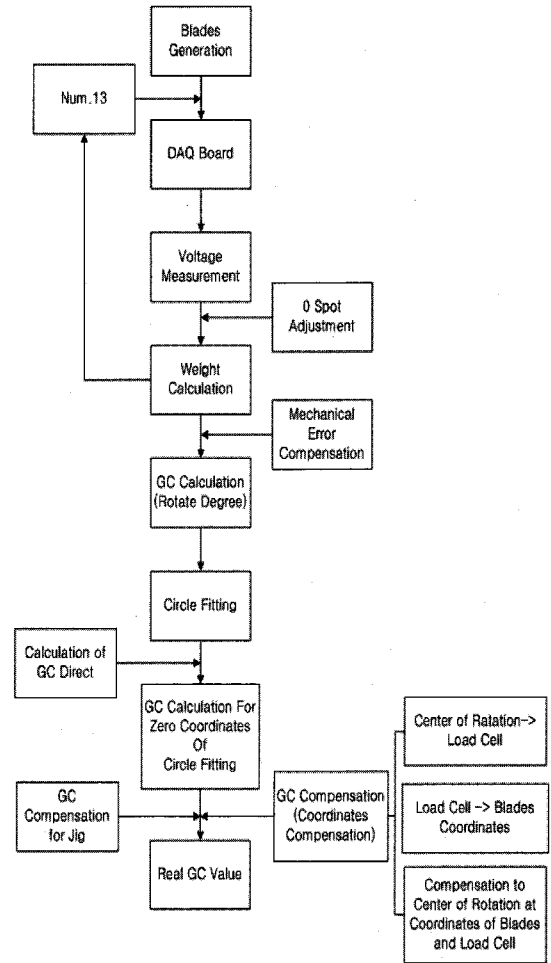 Blades
Generation
Num.13
DAQ Board
Voltage
Measurement
0 Spot
Adjustment
Weight
Calculation
Mechanical
Error
Compensation
GC Calculation
(Rotate Degree)
Circle Fitting
Calculation of
GC Direct
GC Calculation For
Zero Coordinates
Of
Circle Fitting
Center of Ratation->
Load Cell
GC
Compensation
for Jig
GC Compensation
(Coordinates
Compensation)
Load Cell -> Blades
Coordinates
Real GC Value
Compensation to
Center of Rotation at
Coordinates of Blades
and Load Cell